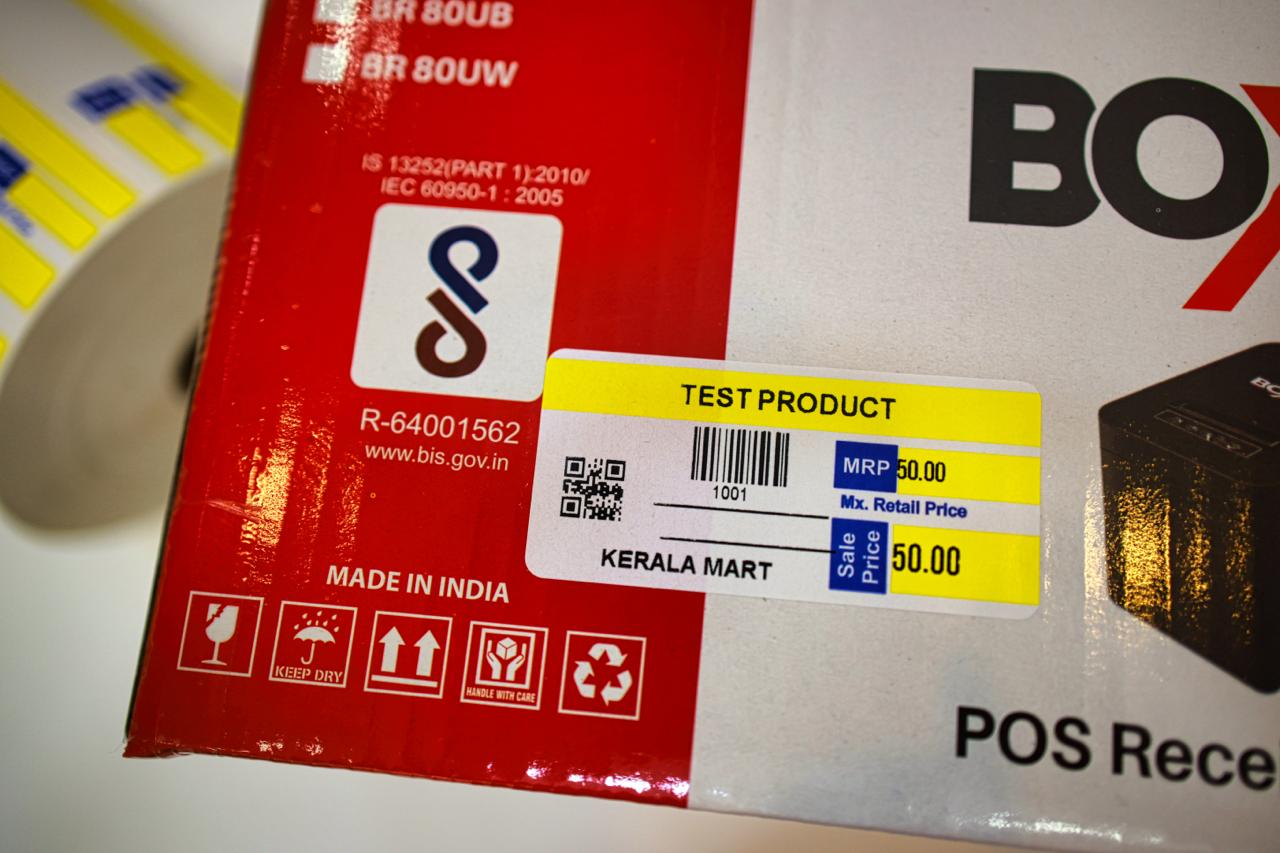 BR 80UB
BR 80UW
IS 13252(PART 1):2010/
IEC 60950-1 : 2005
R-64001562
www.bis.gov.in
MADE IN INDIA
KEEP DRY
HANDLE WITH CARE
BOX
POS Rece
TEST PRODUCT
1001
MRP 50.00
Mx. Retail Price
Sale Price 50.00
KERALA MART